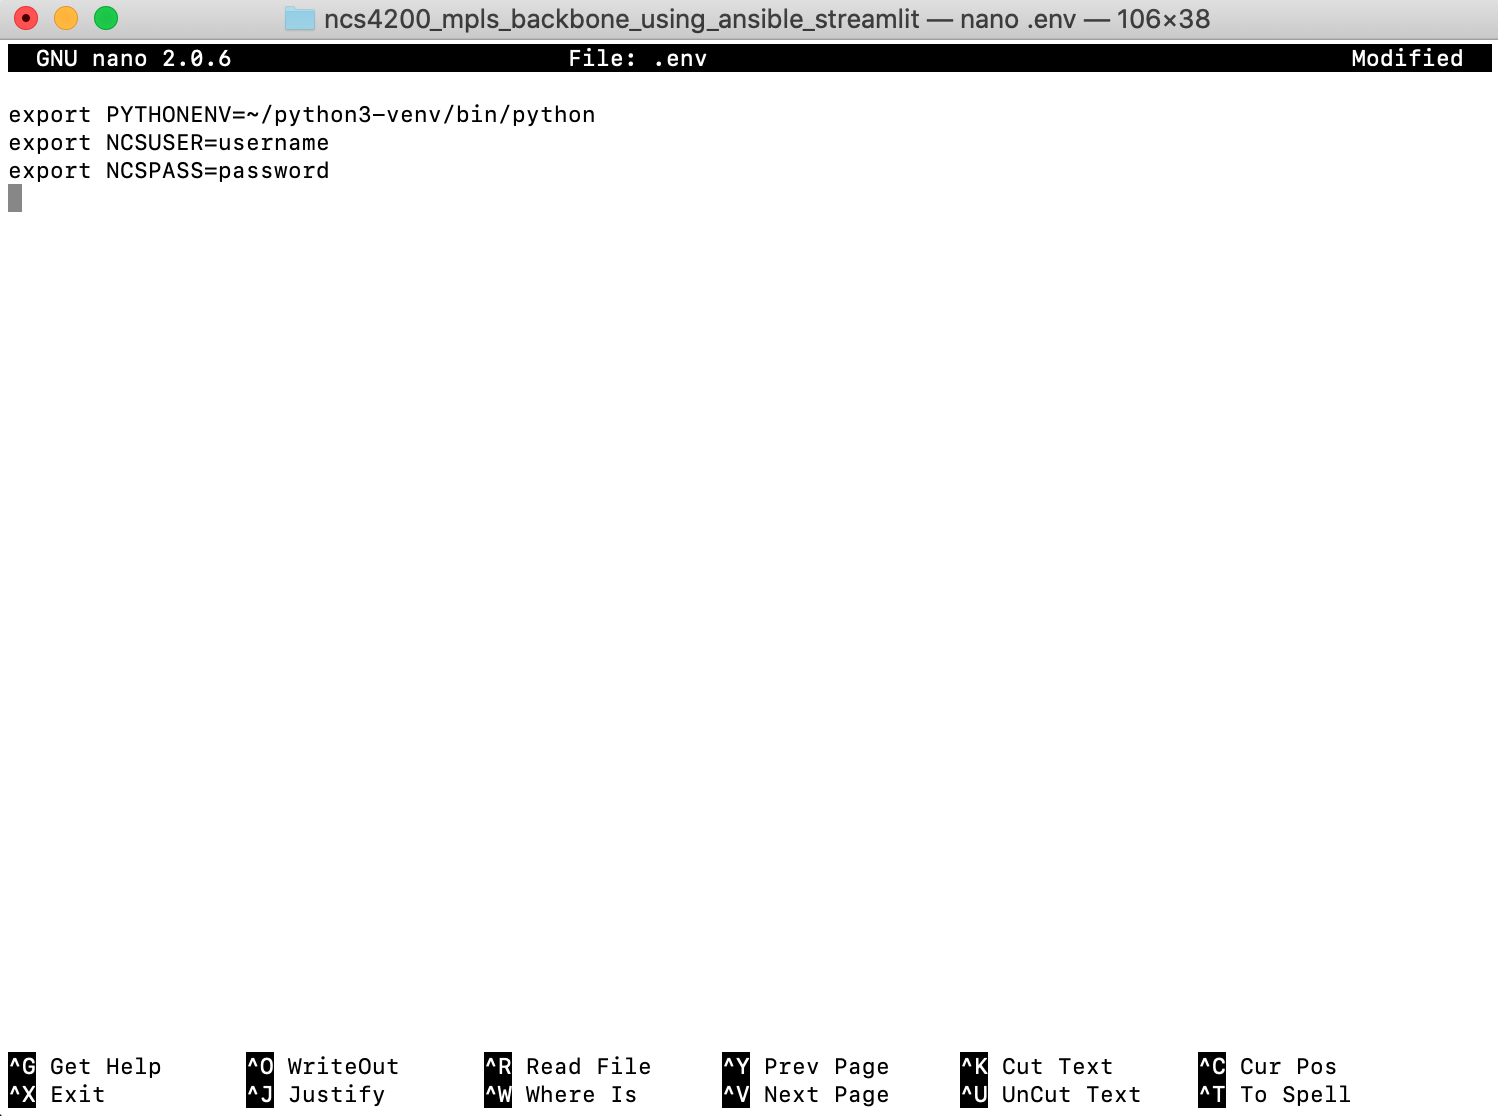 ncs4200_mpls_backbone_using_ansible_streamlit — nano .env — 106×38
GNU nano 2.0.6 File: .env Modified
export PYTHONENV=~/python3-venv/bin/python
export NCSUSER=username
export NCSPASS=password
^G Get Help ^O WriteOut ^R Read File ^Y Prev Page ^K Cut Text ^C Cur Pos
^X Exit ^J Justify ^W Where Is ^V Next Page ^U UnCut Text ^T To Spell